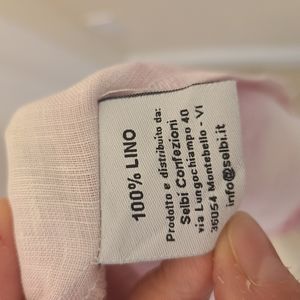 100% LINO
Prodotto e distribuito da:
Selbi Confezioni
via Lungochiampo 40
36054 Montebello - VI
info@selbi.it